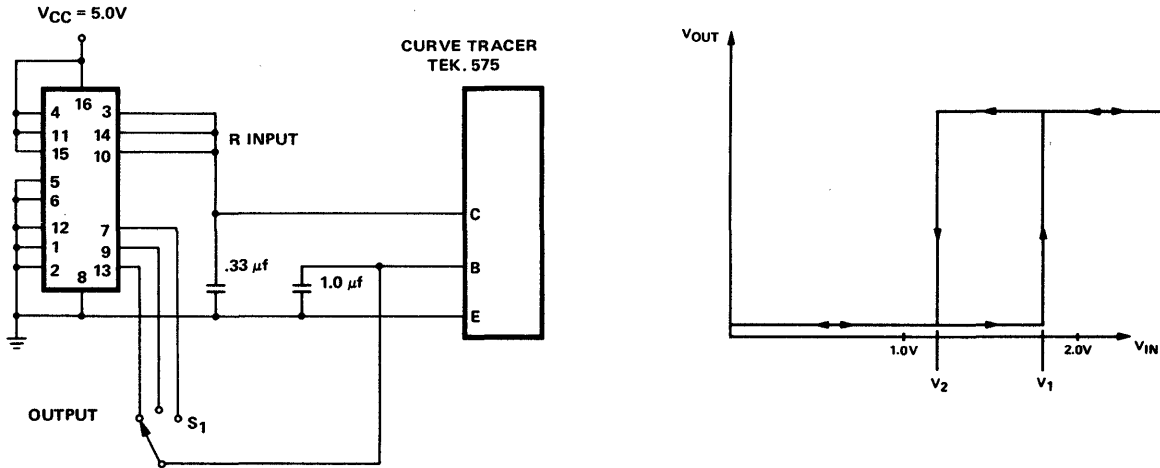 VCC = 5.0V
CURVE TRACER
TEK. 575
16
4
3
11
14
R INPUT
15
10
5
6
C
12
7
1
9
.33 μf
1.0 μf
B
2
8
13
E
OUTPUT
S1
VOUT
1.0V
2.0V
VIN
V2
V1